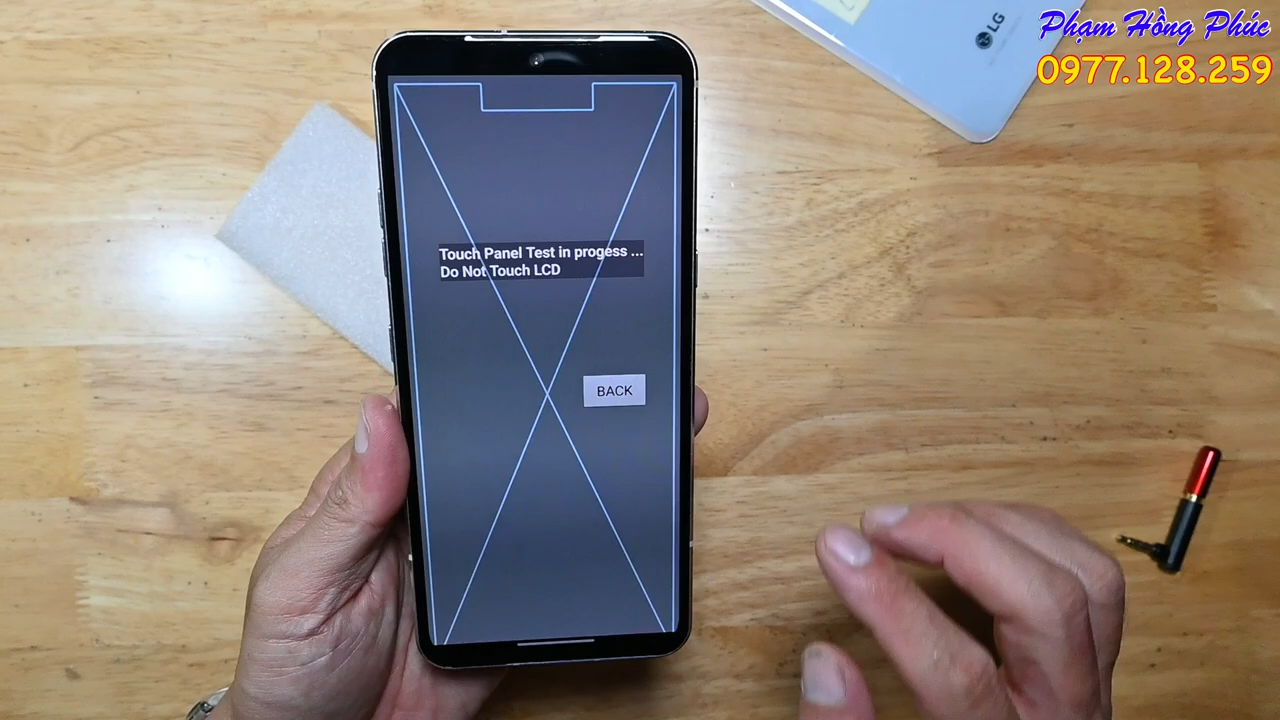 Phạm Hồng Phúc
0977.128.259
LG
Touch Panel Test in progess ...
Do Not Touch LCD
BACK